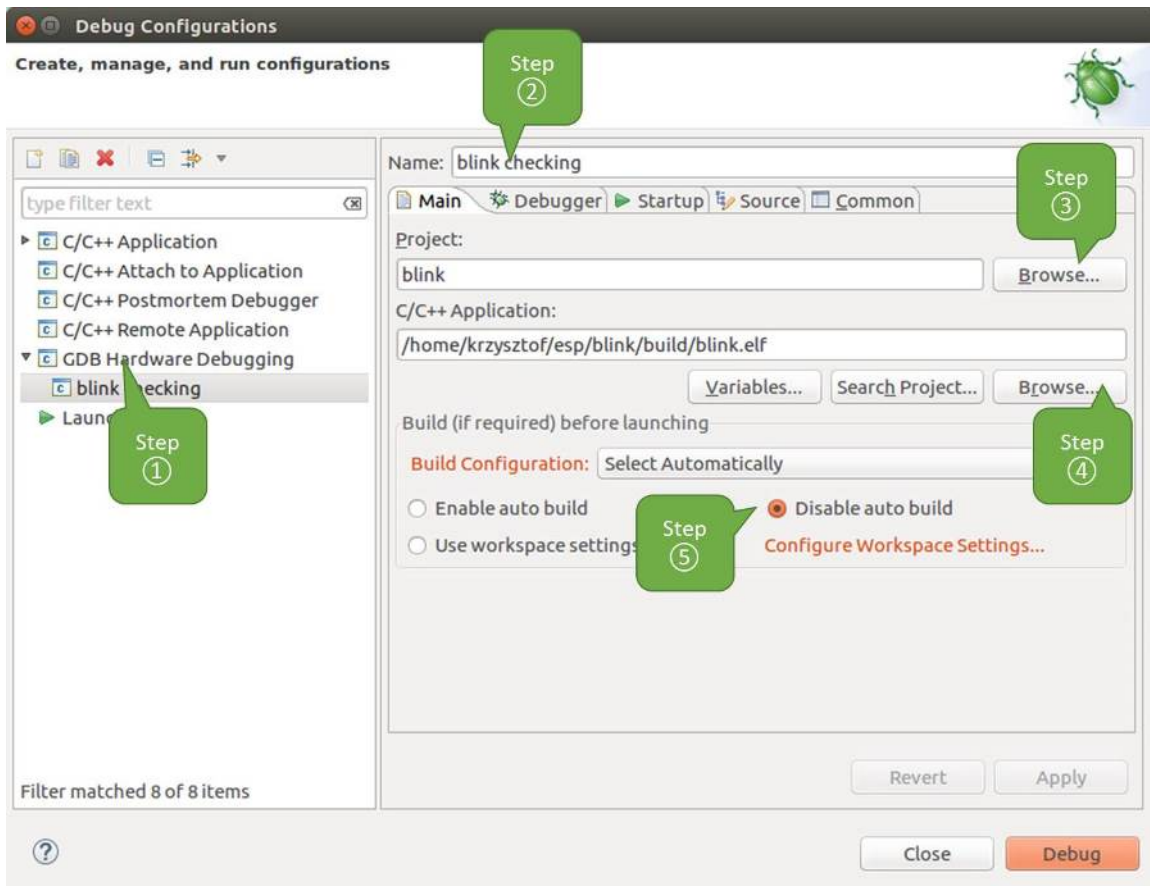 Debug Configurations
Create, manage, and run configurations
Step
②
Name: blink checking
Step
③
type filter text
Main Debugger Startup Source Common
C/C++ Application
C/C++ Attach to Application
C/C++ Postmortem Debugger
C/C++ Remote Application
GDB Hardware Debugging
blink checking
Step
①
Filter matched 8 of 8 items
Project:
blink
Browse...
C/C++ Application:
/home/krzysztof/esp/blink/build/blink.elf
Variables... Search Project... Browse...
Step
④
Build (if required) before launching
Build Configuration: Select Automatically
Enable auto build
Step
⑤
Disable auto build
Use workspace settings
Configure Workspace Settings...
Revert Apply
Close Debug